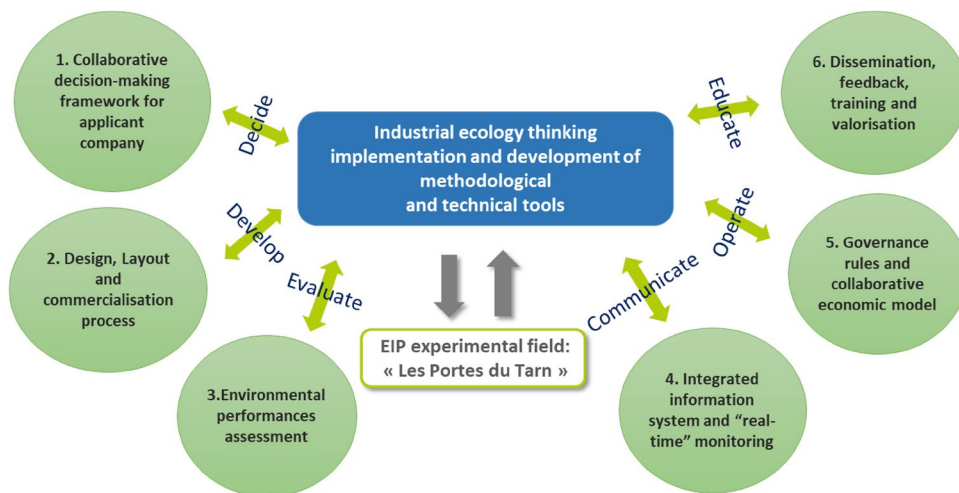 1. Collaborative
decision-making
framework for
applicant
company
Decide
Industrial ecology thinking
implementation and development of
methodological
and technical tools
Educate
6. Dissemination,
feedback,
training and
valorisation
2. Design, Layout
and
commercialisation
process
Develop
Evaluate
EIP experimental field:
« Les Portes du Tarn »
Communicate
Operate
5. Governance
rules and
collaborative
economic model
3.Environmental
performances
assessment
4. Integrated
information
system and “real-
time” monitoring